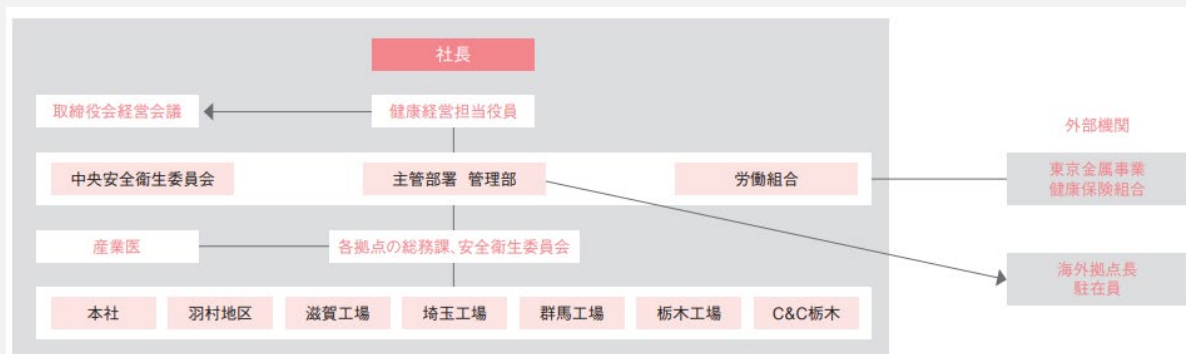 社長
取締役会経営会議
健康経営担当役員
外部機関
中央安全衛生委員会
主管部署 管理部
労働組合
東京金属事業
健康保険組合
産業医
各拠点の総務課、安全衛生委員会
海外拠点長
駐在員
本社
羽村地区
滋賀工場
埼玉工場
群馬工場
栃木工場
C&C栃木